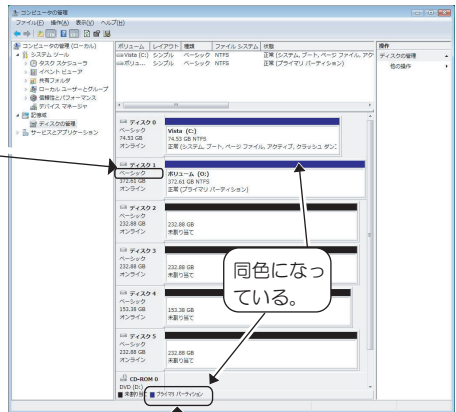 コンピュータの管理
ファイル(F) 操作(A) 表示(V) ヘルプ(H)
コンピュータの管理 (ローカル)
システム ツール
タスク スケジューラ
イベント ビューア
共有フォルダ
ローカル ユーザーとグループ
信頼性とパフォーマンス
デバイス マネージャ
記憶域
ディスクの管理
サービスとアプリケーション
ボリューム レイアウト 種類 ファイル システム 状態
Vista (C:) シンプル ベーシック NTFS 正常 (システム, ブート, ページ ファイル, アク
ボリュ... シンプル ベーシック NTFS 正常 (プライマリ パーティション)
操作
ディスクの管理
他の操作
ディスク 0
ベーシック
74.53 GB
オンライン
Vista (C:)
74.53 GB NTFS
正常 (システム, ブート, ページ ファイル, アクティブ, クラッシュ ダン:
ディスク 1
ベーシック
372.61 GB
オンライン
ボリューム (O:)
372.61 GB NTFS
正常 (プライマリ パーティション)
ディスク 2
ベーシック
232.88 GB
オンライン
232.88 GB
未割り当て
ディスク 3
ベーシック
232.88 GB
オンライン
232.88 GB
未割り当て
ディスク 4
ベーシック
153.38 GB
オンライン
153.38 GB
未割り当て
ディスク 5
ベーシック
232.88 GB
オンライン
232.88 GB
未割り当て
CD-ROM 0
DVD (D:)
未割り当て プライマリ パーティション
同色になっ
ている。